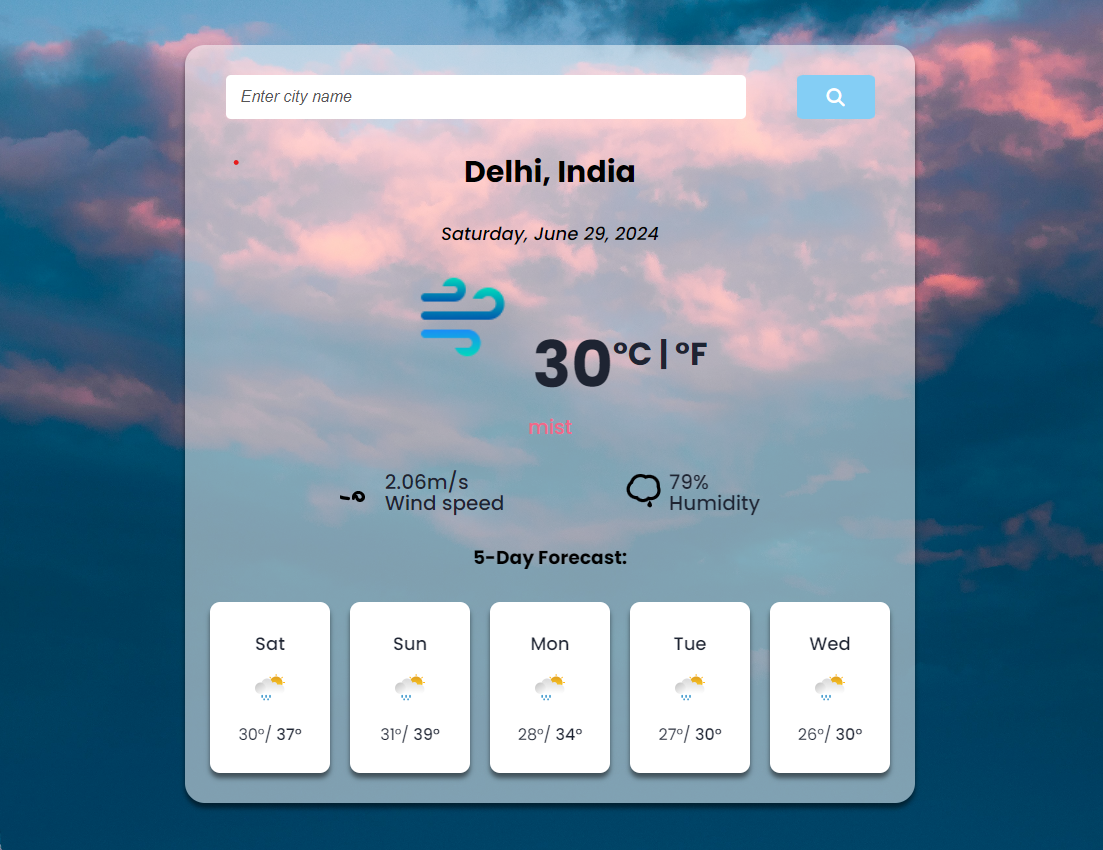 Enter city name
Delhi, India
Saturday, June 29, 2024
30°C | °F
mist
2.06m/s
Wind speed
79%
Humidity
5-Day Forecast:
Sat
30°/ 37°
Sun
31°/ 39°
Mon
28°/ 34°
Tue
27°/ 30°
Wed
26°/ 30°